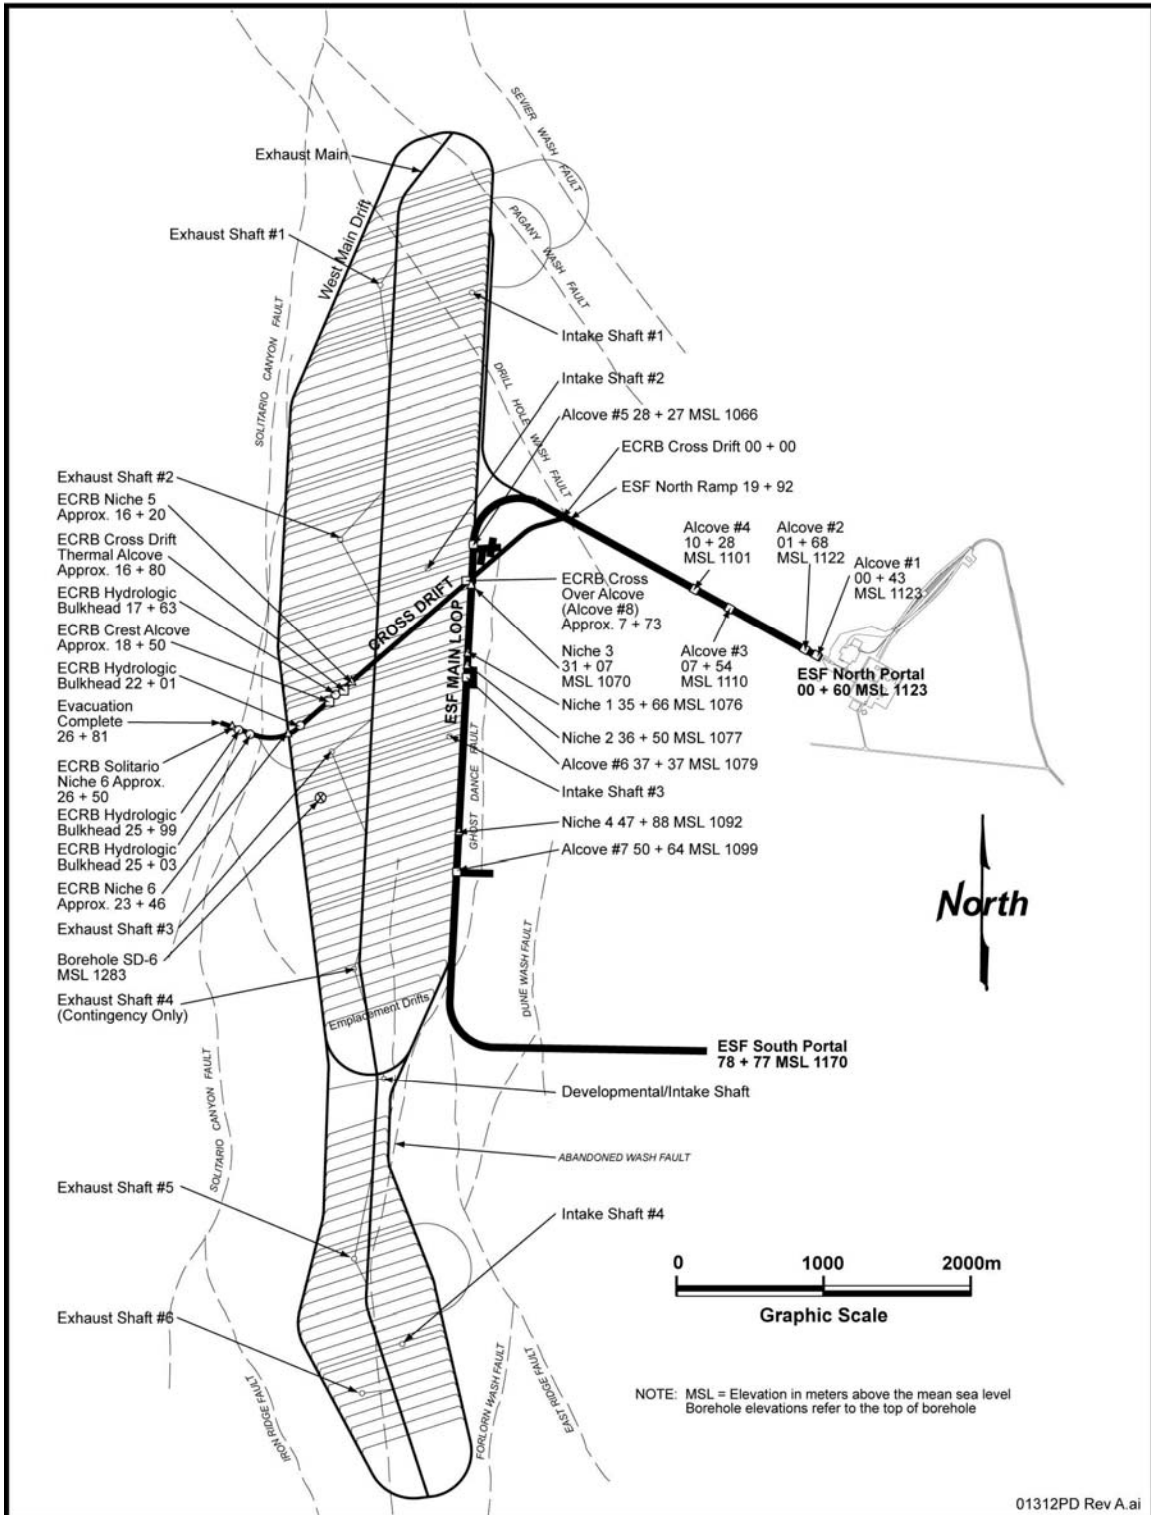 SEVIER WASH FAULT
Exhaust Main
PAGANY WASH FAULT
West Main Drift
Exhaust Shaft #1
SOLITARIO CANYON FAULT
Intake Shaft #1
DRILL HOLE WASH FAULT
Intake Shaft #2
Alcove #5 28 + 27 MSL 1066
ECRB Cross Drift 00 + 00
ESF North Ramp 19 + 92
Exhaust Shaft #2
ECRB Niche 5
Approx. 16 + 20
ECRB Cross Drift
Thermal Alcove
Approx. 16 + 80
ECRB Hydrologic
Bulkhead 17 + 63
ECRB Crest Alcove
Approx. 18 + 50
ECRB Hydrologic
Bulkhead 22 + 01
Evacuation
Complete
26 + 81
ECRB Solitario
Niche 6 Approx.
26 + 50
ECRB Hydrologic
Bulkhead 25 + 99
ECRB Hydrologic
Bulkhead 25 + 03
ECRB Niche 6
Approx. 23 + 46
Exhaust Shaft #3
Borehole SD-6
MSL 1283
Exhaust Shaft #4
(Contingency Only)
CROSS DRIFT
ESF MAIN LOOP
Alcove #4
10 + 28
MSL 1101
Alcove #2
01 + 68
MSL 1122
Alcove #1
00 + 43
MSL 1123
Alcove #3
07 + 54
MSL 1110
ESF North Portal
00 + 60 MSL 1123
ECRB Cross
Over Alcove
(Alcove #8)
Approx. 7 + 73
Niche 3
31 + 07
MSL 1070
Niche 1 35 + 66 MSL 1076
Niche 2 36 + 50 MSL 1077
Alcove #6 37 + 37 MSL 1079
Intake Shaft #3
GHOST DANCE FAULT
Niche 4 47 + 88 MSL 1092
Alcove #7 50 + 64 MSL 1099
North
DUNE WASH FAULT
Emplacement Drifts
ESF South Portal
78 + 77 MSL 1170
Developmental/Intake Shaft
SOLITARIO CANYON FAULT
ABANDONED WASH FAULT
Exhaust Shaft #5
Intake Shaft #4
0 1000 2000m
Graphic Scale
Exhaust Shaft #6
IRON RIDGE FAULT
FORLORN WASH FAULT
EAST RIDGE FAULT
NOTE: MSL = Elevation in meters above the mean sea level
Borehole elevations refer to the top of borehole
01312PD Rev A.ai